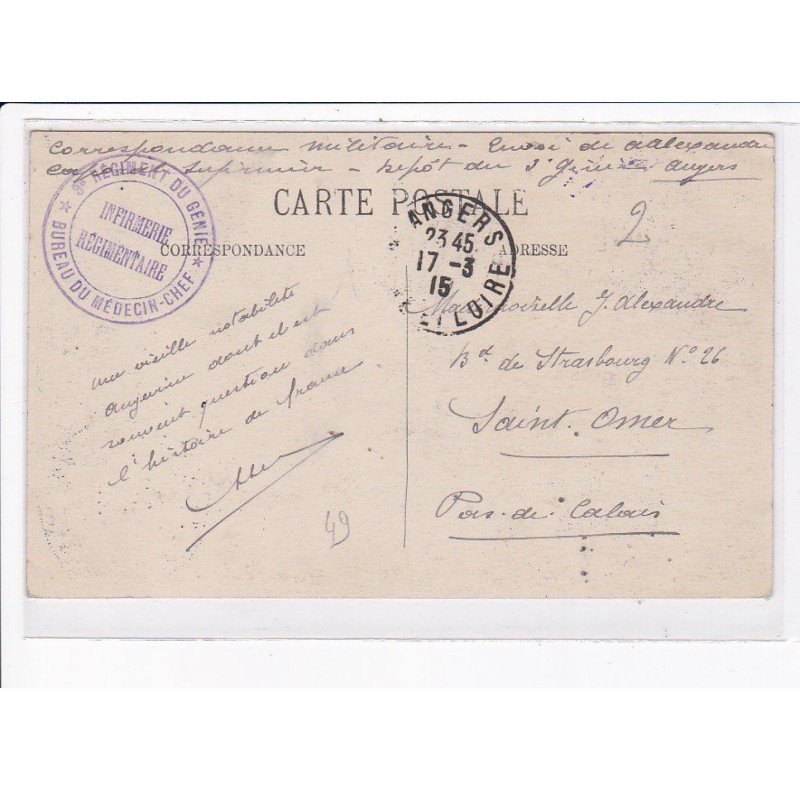 Correspondance militaire - Envoi de Alexandre
caporal infirmier - Dépôt du 3e Génie Angers
CARTE POSTALE
CORRESPONDANCE
ADRESSE
RÉGIMENT DU GÉNIE
INFIRMERIE
RÉGIMENTAIRE
★ BUREAU DU MÉDECIN-CHEF ★
ANGERS
23 45
17 -3
15
ET LOIRE
2
une vieille notabilité
angevine dont il est
souvent question dans
l'histoire de france
Mademoiselle J. Alexandre
Bd de Strasbourg No 26
Saint Omer
Pas-de-Calais
49